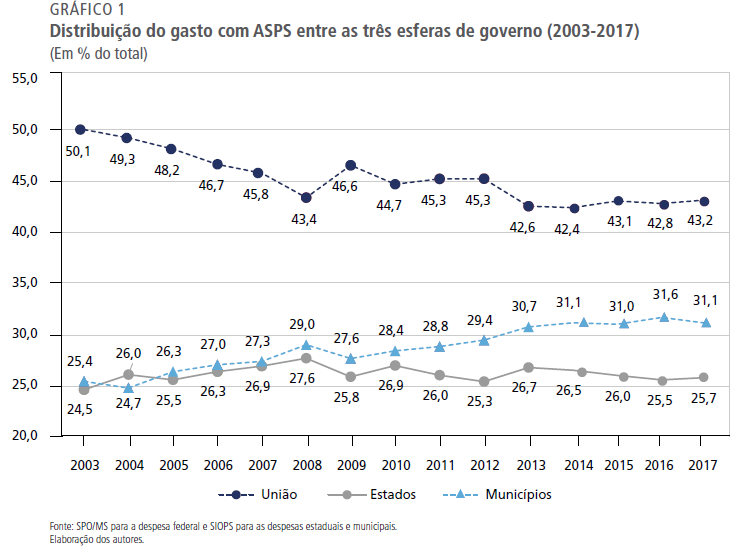 GRÁFICO 1
Distribuição do gasto com ASPS entre as três esferas de governo (2003-2017)
(Em % do total)
55,0
50,0
45,0
40,0
35,0
30,0
25,0
20,0
50,1 49,3 48,2 46,7 45,8 43,4 46,6 44,7 45,3 45,3 42,6 42,4 43,1 42,8 43,2
25,4 26,0 26,3 27,0 27,3 29,0 27,6 28,4 28,8 29,4 30,7 31,1 31,0 31,6 31,1
24,5 24,7 25,5 26,3 26,9 27,6 25,8 26,9 26,0 25,3 26,7 26,5 26,0 25,5 25,7
2003 2004 2005 2006 2007 2008 2009 2010 2011 2012 2013 2014 2015 2016 2017
União Estados Municípios
Fonte: SPO/MS para a despesa federal e SIOPS para as despesas estaduais e municipais.
Elaboração dos autores.